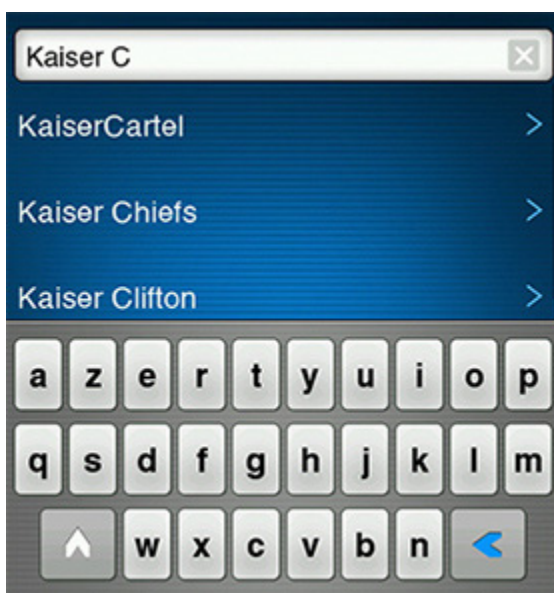 Kaiser C
KaiserCartel
Kaiser Chiefs
Kaiser Clifton
a z e r t y u i o p
q s d f g h j k l m
w x c v b n